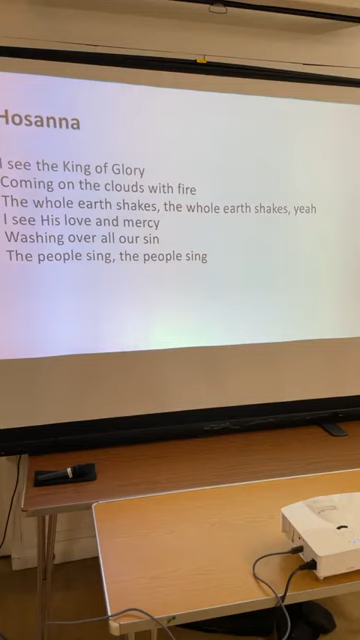 Hosanna
I see the King of Glory
Coming on the clouds with fire
The whole earth shakes, the whole earth shakes, yeah
I see His love and mercy
Washing over all our sin
The people sing, the people sing